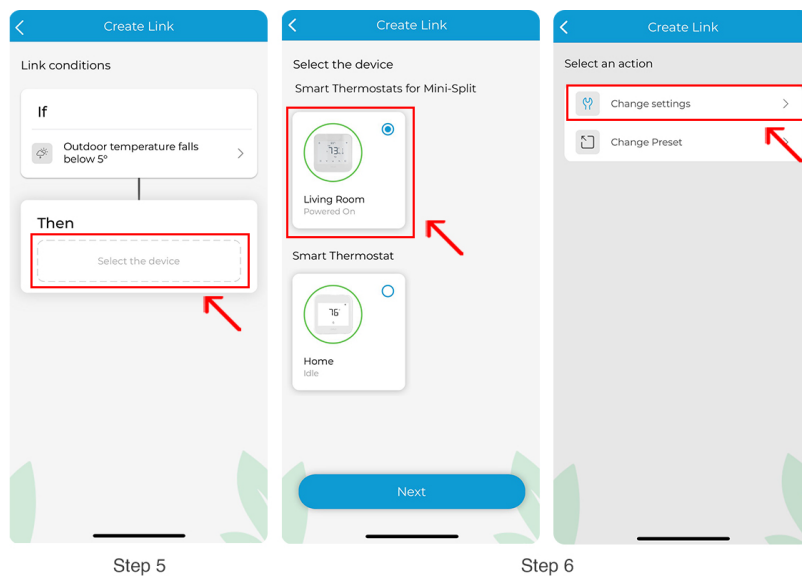 Create Link
Link conditions
If
Outdoor temperature falls
below 5°
Then
Select the device
Step 5
Create Link
Select the device
Smart Thermostats for Mini-Split
73
Living Room
Powered On
Smart Thermostat
76°
Home
Idle
Next
Create Link
Select an action
Change settings
Change Preset
Step 6